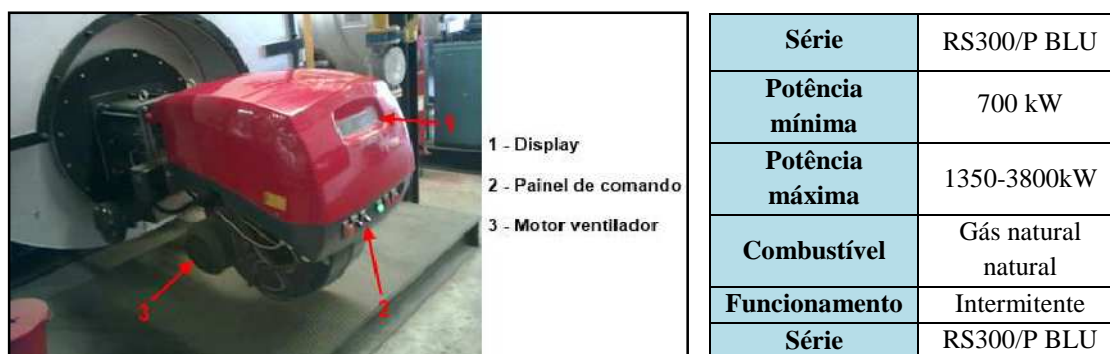 1
2
3
1 - Display
2 - Painel de comando
3 - Motor ventilador
Série RS300/P BLU
Potência
mínima
700 kW
Potência
máxima
1350-3800kW
Combustível
Gás natural
natural
Funcionamento Intermitente
Série RS300/P BLU